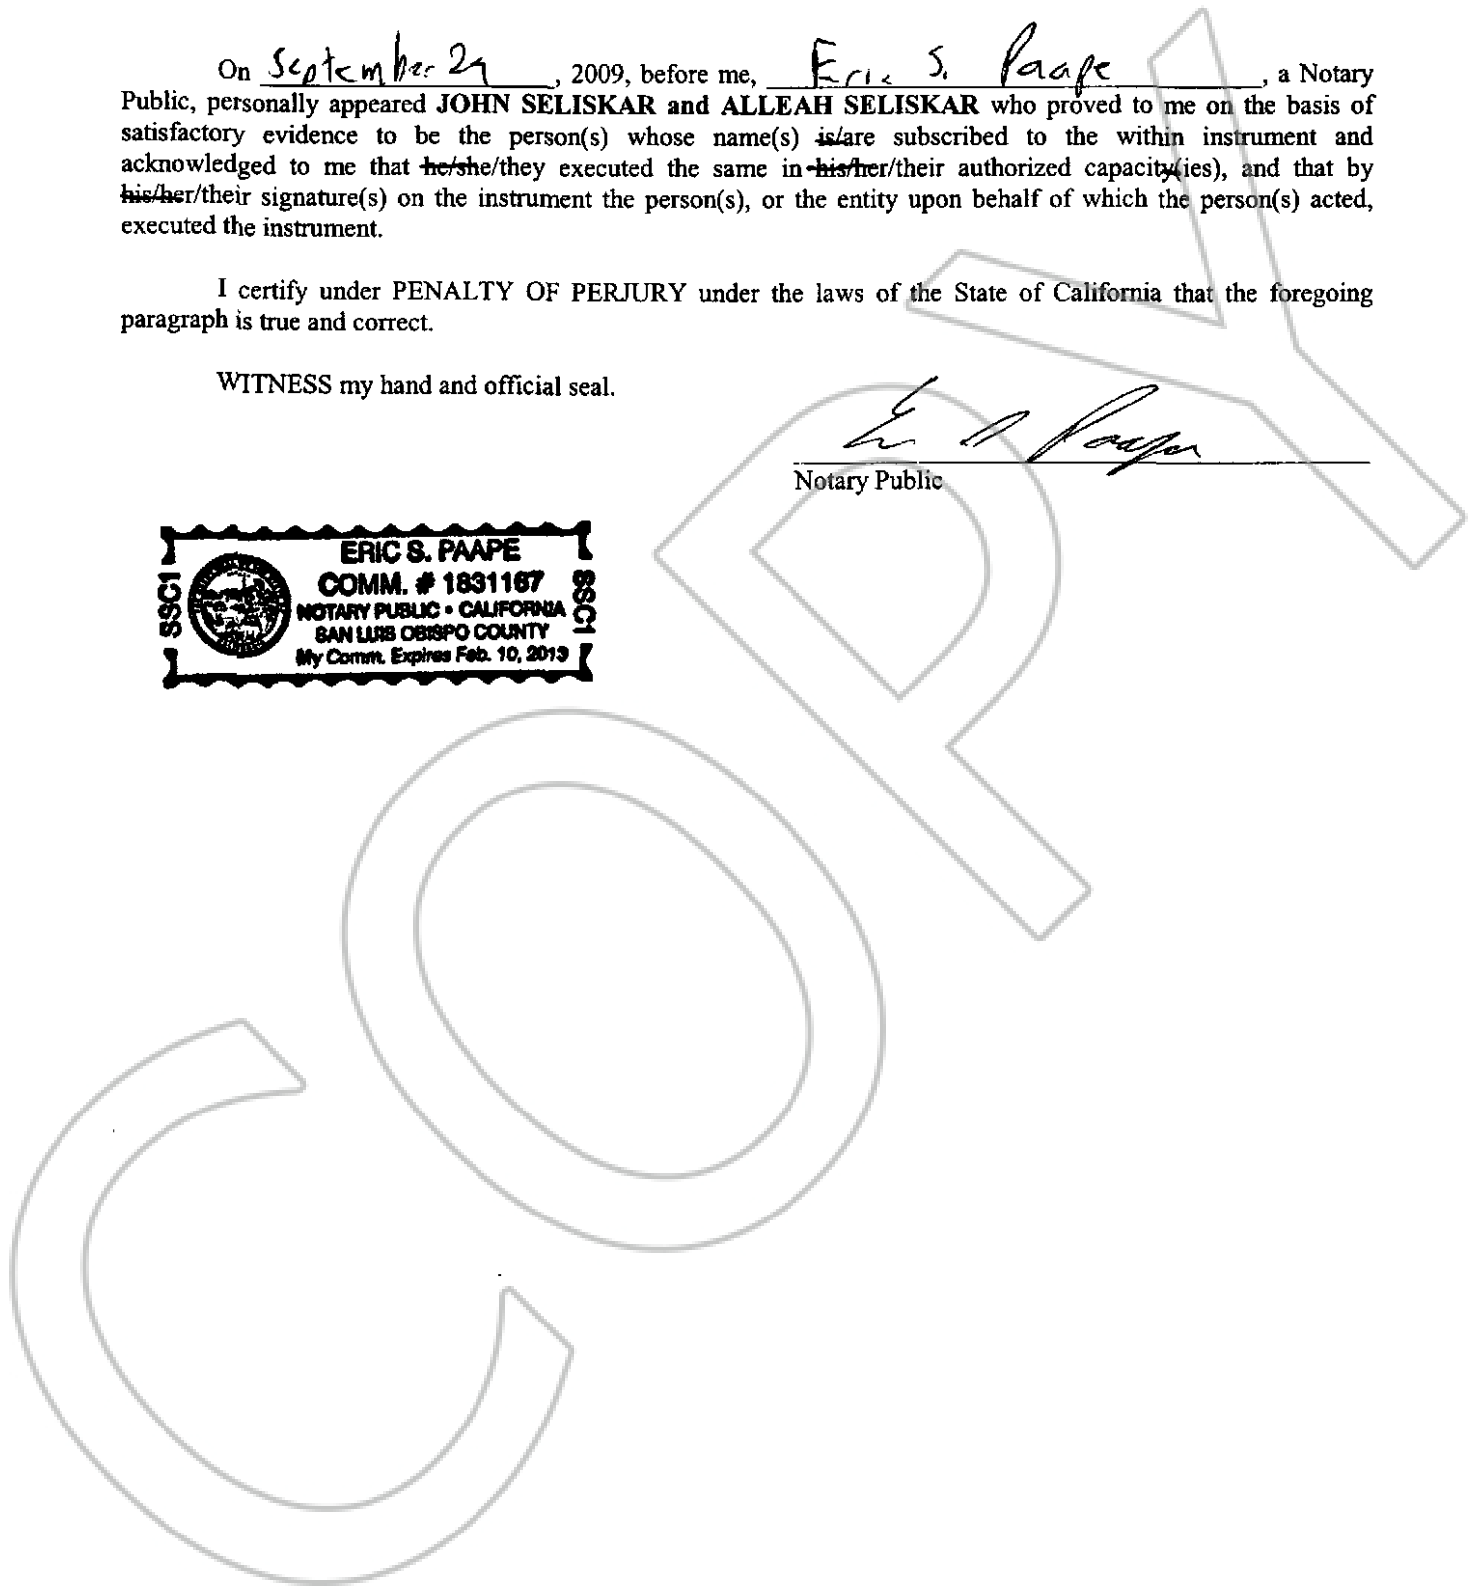 On September 29, 2009, before me, Eric S. Paape, a Notary
Public, personally appeared JOHN SELISKAR and ALLEAH SELISKAR who proved to me on the basis of
satisfactory evidence to be the person(s) whose name(s) is/are subscribed to the within instrument and
acknowledged to me that he/she/they executed the same in his/her/their authorized capacity(ies), and that by
his/her/their signature(s) on the instrument the person(s), or the entity upon behalf of which the person(s) acted,
executed the instrument.
I certify under PENALTY OF PERJURY under the laws of the State of California that the foregoing
paragraph is true and correct.
WITNESS my hand and official seal.
Eric S Paape
Notary Public
SSC1
ERIC S. PAAPE
COMM. # 1831167
NOTARY PUBLIC • CALIFORNIA
SAN LUIS OBISPO COUNTY
My Comm. Expires Feb. 10, 2013
SSC1
COPY